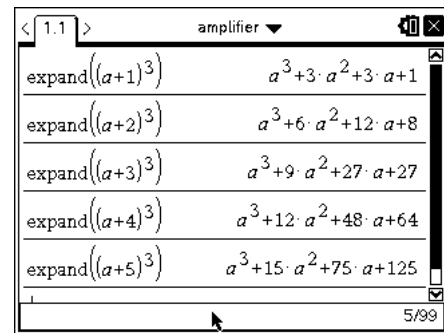 1.1 amplifier
expand((a+1)^3) a^3+3·a^2+3·a+1
expand((a+2)^3) a^3+6·a^2+12·a+8
expand((a+3)^3) a^3+9·a^2+27·a+27
expand((a+4)^3) a^3+12·a^2+48·a+64
expand((a+5)^3) a^3+15·a^2+75·a+125
5/99